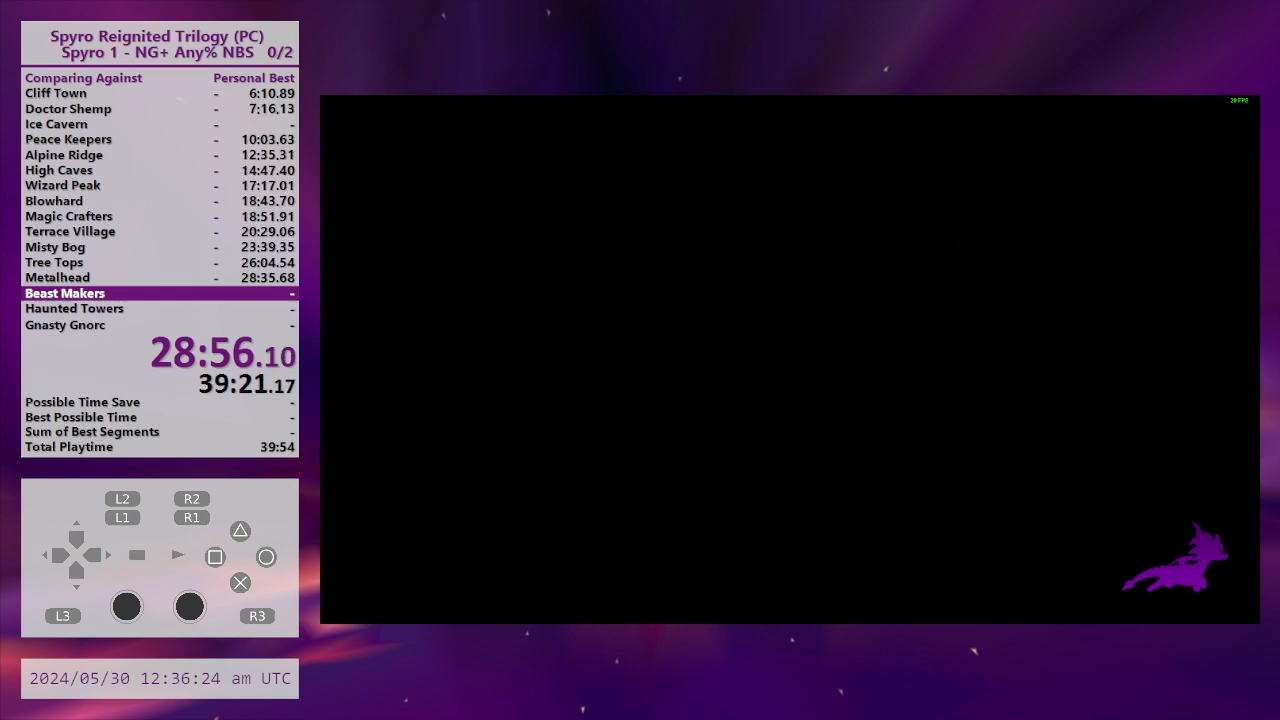 Spyro Reignited Trilogy (PC)
Spyro 1 - NG+ Any% NBS 0/2
Comparing Against Personal Best
Cliff Town - 6:10.89
Doctor Shemp - 7:16.13
Ice Cavern - -
Peace Keepers - 10:03.63
Alpine Ridge - 12:35.31
High Caves - 14:47.40
Wizard Peak - 17:17.01
Blowhard - 18:43.70
Magic Crafters - 18:51.91
Terrace Village - 20:29.06
Misty Bog - 23:39.35
Tree Tops - 26:04.54
Metalhead - 28:35.68
Beast Makers -
Haunted Towers -
Gnasty Gnorc -
28:56.10
39:21.17
Possible Time Save -
Best Possible Time -
Sum of Best Segments -
Total Playtime 39:54
L2 R2
L1 R1
L3 R3
2024/05/30 12:36:24 am UTC
29 FPS